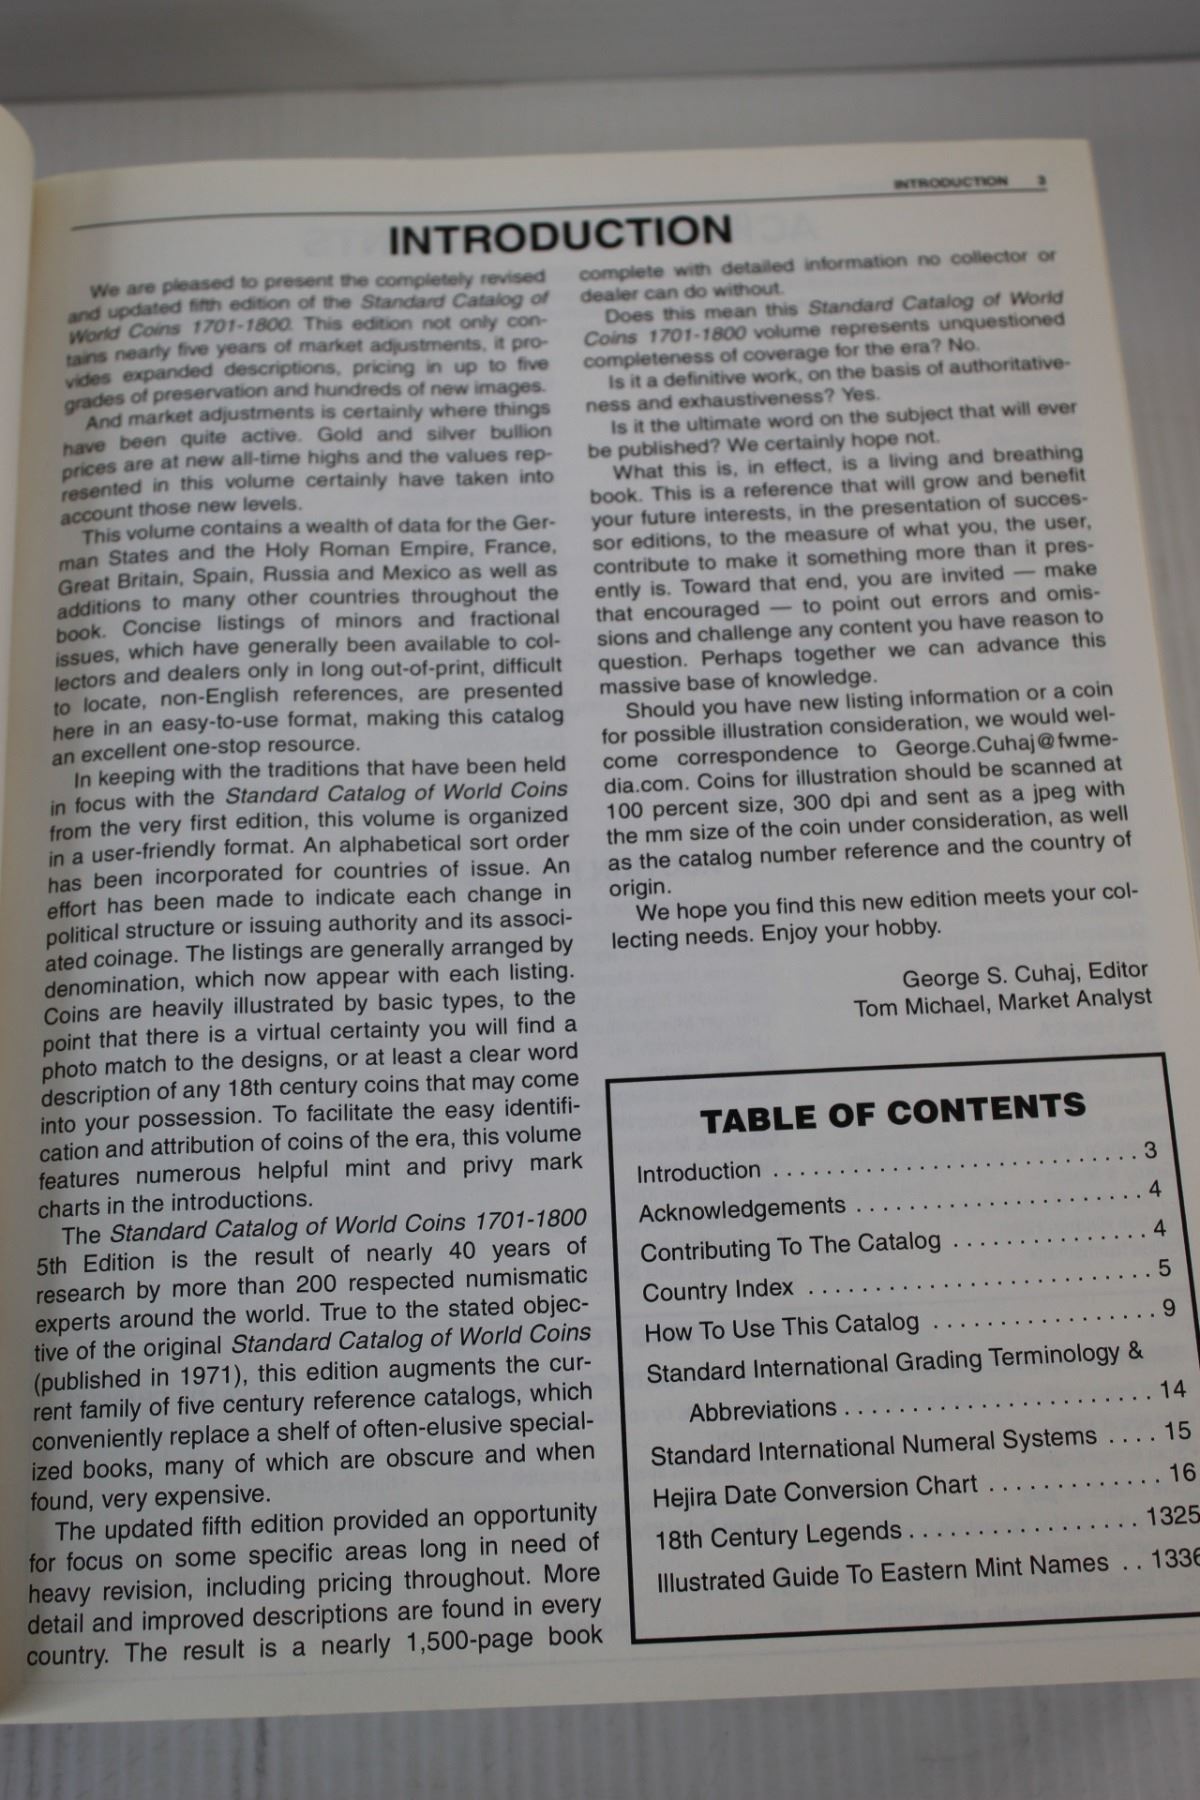 INTRODUCTION 3
INTRODUCTION
We are pleased to present the completely revised
and updated fifth edition of the Standard Catalog of
World Coins 1701-1800. This edition not only con-
tains nearly five years of market adjustments, it pro-
vides expanded descriptions, pricing in up to five
grades of preservation and hundreds of new images.
And market adjustments is certainly where things
have been quite active. Gold and silver bullion
prices are at new all-time highs and the values rep-
resented in this volume certainly have taken into
account those new levels.
This volume contains a wealth of data for the Ger-
man States and the Holy Roman Empire, France,
Great Britain, Spain, Russia and Mexico as well as
additions to many other countries throughout the
book. Concise listings of minors and fractional
issues, which have generally been available to col-
lectors and dealers only in long out-of-print, difficult
to locate, non-English references, are presented
here in an easy-to-use format, making this catalog
an excellent one-stop resource.
In keeping with the traditions that have been held
in focus with the Standard Catalog of World Coins
from the very first edition, this volume is organized
in a user-friendly format. An alphabetical sort order
has been incorporated for countries of issue. An
effort has been made to indicate each change in
political structure or issuing authority and its associ-
ated coinage. The listings are generally arranged by
denomination, which now appear with each listing.
Coins are heavily illustrated by basic types, to the
point that there is a virtual certainty you will find a
photo match to the designs, or at least a clear word
description of any 18th century coins that may come
into your possession. To facilitate the easy identifi-
cation and attribution of coins of the era, this volume
features numerous helpful mint and privy mark
charts in the introductions.
The Standard Catalog of World Coins 1701-1800
5th Edition is the result of nearly 40 years of
research by more than 200 respected numismatic
experts around the world. True to the stated objec-
tive of the original Standard Catalog of World Coins
(published in 1971), this edition augments the cur-
rent family of five century reference catalogs, which
conveniently replace a shelf of often-elusive special-
ized books, many of which are obscure and when
found, very expensive.
The updated fifth edition provided an opportunity
for focus on some specific areas long in need of
heavy revision, including pricing throughout. More
detail and improved descriptions are found in every
country. The result is a nearly 1,500-page book
complete with detailed information no collector or
dealer can do without.
Does this mean this Standard Catalog of World
Coins 1701-1800 volume represents unquestioned
completeness of coverage for the era? No.
Is it a definitive work, on the basis of authoritative-
ness and exhaustiveness? Yes.
Is it the ultimate word on the subject that will ever
be published? We certainly hope not.
What this is, in effect, is a living and breathing
book. This is a reference that will grow and benefit
your future interests, in the presentation of succes-
sor editions, to the measure of what you, the user,
contribute to make it something more than it pres-
ently is. Toward that end, you are invited — make
that encouraged — to point out errors and omis-
sions and challenge any content you have reason to
question. Perhaps together we can advance this
massive base of knowledge.
Should you have new listing information or a coin
for possible illustration consideration, we would wel-
come correspondence to George.Cuhaj@fwme-
dia.com. Coins for illustration should be scanned at
100 percent size, 300 dpi and sent as a jpeg with
the mm size of the coin under consideration, as well
as the catalog number reference and the country of
origin.
We hope you find this new edition meets your col-
lecting needs. Enjoy your hobby.
George S. Cuhaj, Editor
Tom Michael, Market Analyst
TABLE OF CONTENTS
Introduction . . . . . . . . . . . . . . . . . . . . . . . . . . . . 3
Acknowledgements . . . . . . . . . . . . . . . . . . . . . . 4
Contributing To The Catalog . . . . . . . . . . . . . . . 4
Country Index . . . . . . . . . . . . . . . . . . . . . . . . . . 5
How To Use This Catalog . . . . . . . . . . . . . . . . . 9
Standard International Grading Terminology &
Abbreviations . . . . . . . . . . . . . . . . . . . . . . . . 14
Standard International Numeral Systems . . . . 15
Hejira Date Conversion Chart . . . . . . . . . . . . . 16
18th Century Legends . . . . . . . . . . . . . . . . . . 1325
Illustrated Guide To Eastern Mint Names . . 1336